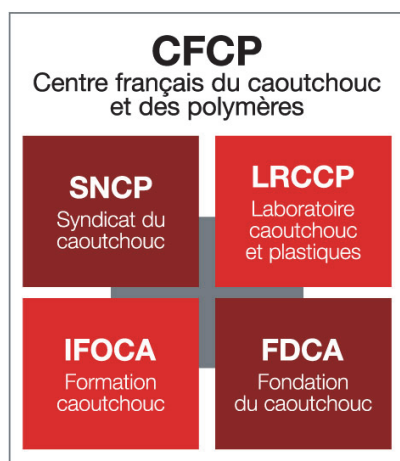 CFCP
Centre français du caoutchouc
et des polymères
SNCP
Syndicat du
caoutchouc
LRCCP
Laboratoire
caoutchouc
et plastiques
IFOCA
Formation
caoutchouc
FDCA
Fondation
du caoutchouc